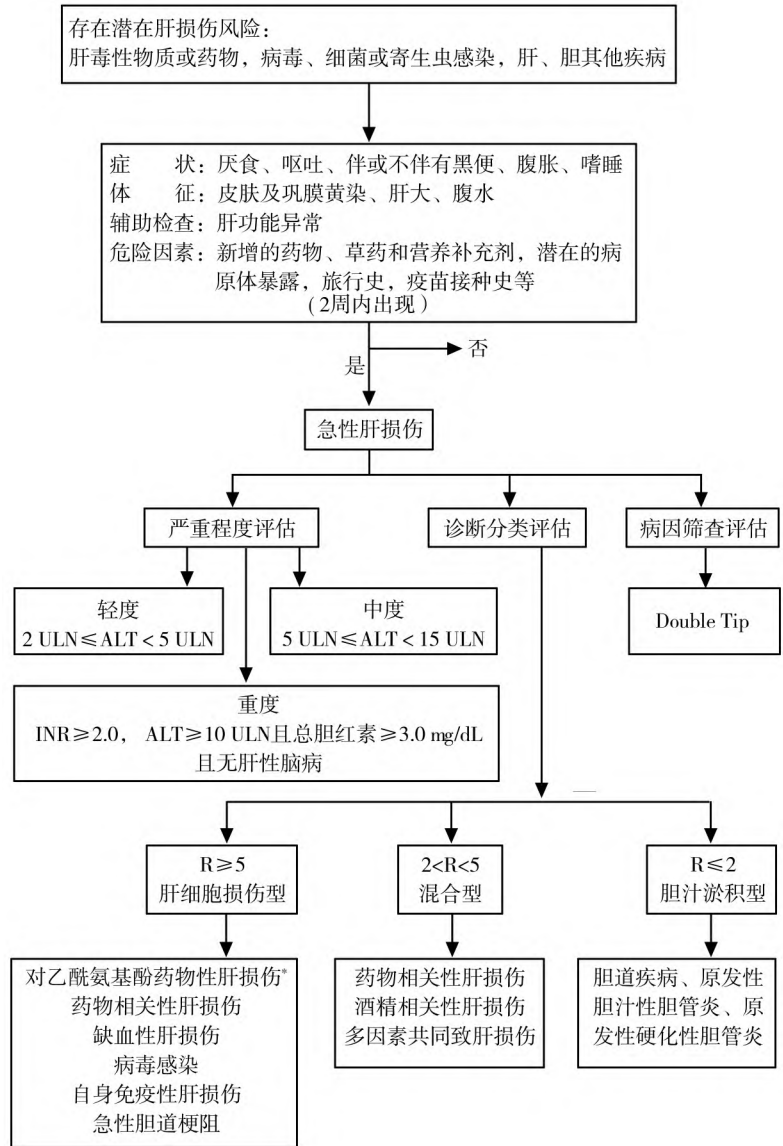 存在潜在肝损伤风险:
肝毒性物质或药物，病毒、细菌或寄生虫感染，肝、胆其他疾病
症　　状: 厌食、呕吐、伴或不伴有黑便、腹胀、嗜睡
体　　征: 皮肤及巩膜黄染、肝大、腹水
辅助检查: 肝功能异常
危险因素: 新增的药物、草药和营养补充剂，潜在的病
原体暴露，旅行史，疫苗接种史等
(2周内出现)
否
是
急性肝损伤
严重程度评估
诊断分类评估
病因筛查评估
轻度
2 ULN≤ALT<5 ULN
中度
5 ULN≤ALT<15 ULN
Double Tip
重度
INR≥2.0， ALT≥10 ULN且总胆红素≥3.0 mg/dL
且无肝性脑病
R≥5
肝细胞损伤型
2<R<5
混合型
R≤2
胆汁淤积型
对乙酰氨基酚药物性肝损伤*
药物相关性肝损伤
缺血性肝损伤
病毒感染
自身免疫性肝损伤
急性胆道梗阻
药物相关性肝损伤
酒精相关性肝损伤
多因素共同致肝损伤
胆道疾病、原发性
胆汁性胆管炎、原
发性硬化性胆管炎